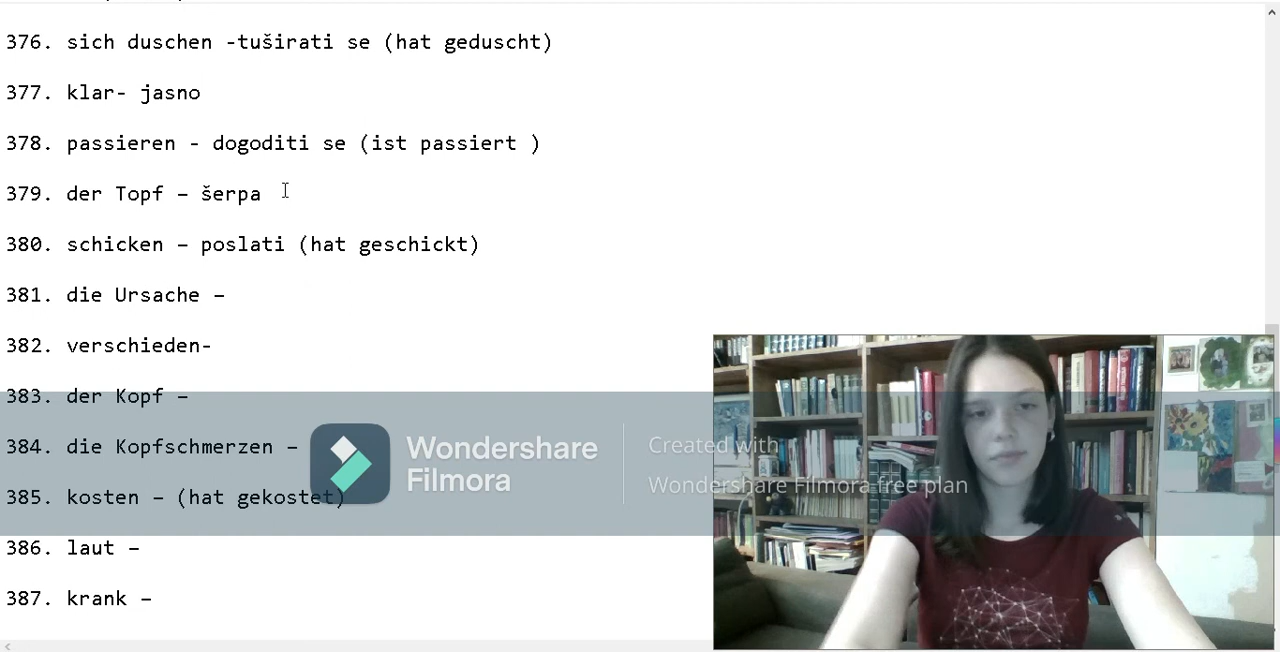 376. sich duschen -tuširati se (hat geduscht)
377. klar- jasno
378. passieren - dogoditi se (ist passiert )
379. der Topf – šerpa
380. schicken – poslati (hat geschickt)
381. die Ursache –
382. verschieden-
383. der Kopf –
384. die Kopfschmerzen –
385. kosten – (hat gekostet)
386. laut –
387. krank –
Wondershare
Filmora
Created with
Wondershare Filmora free plan